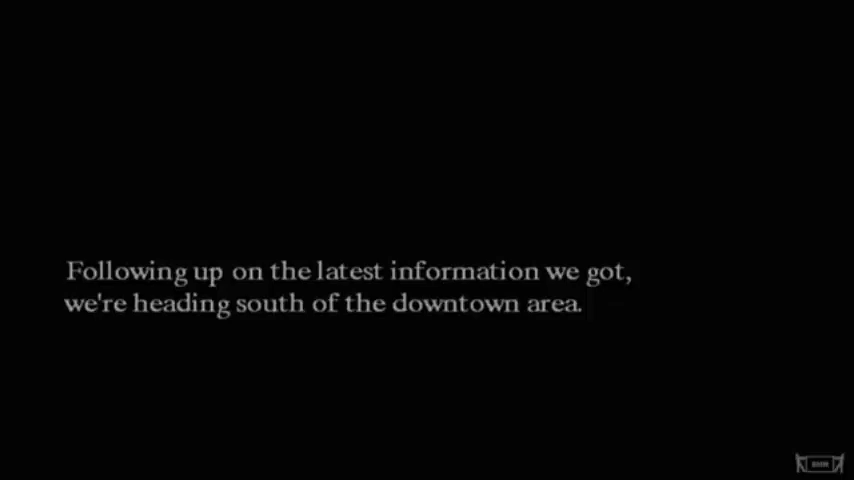 Following up on the latest information we got,
we're heading south of the downtown area.